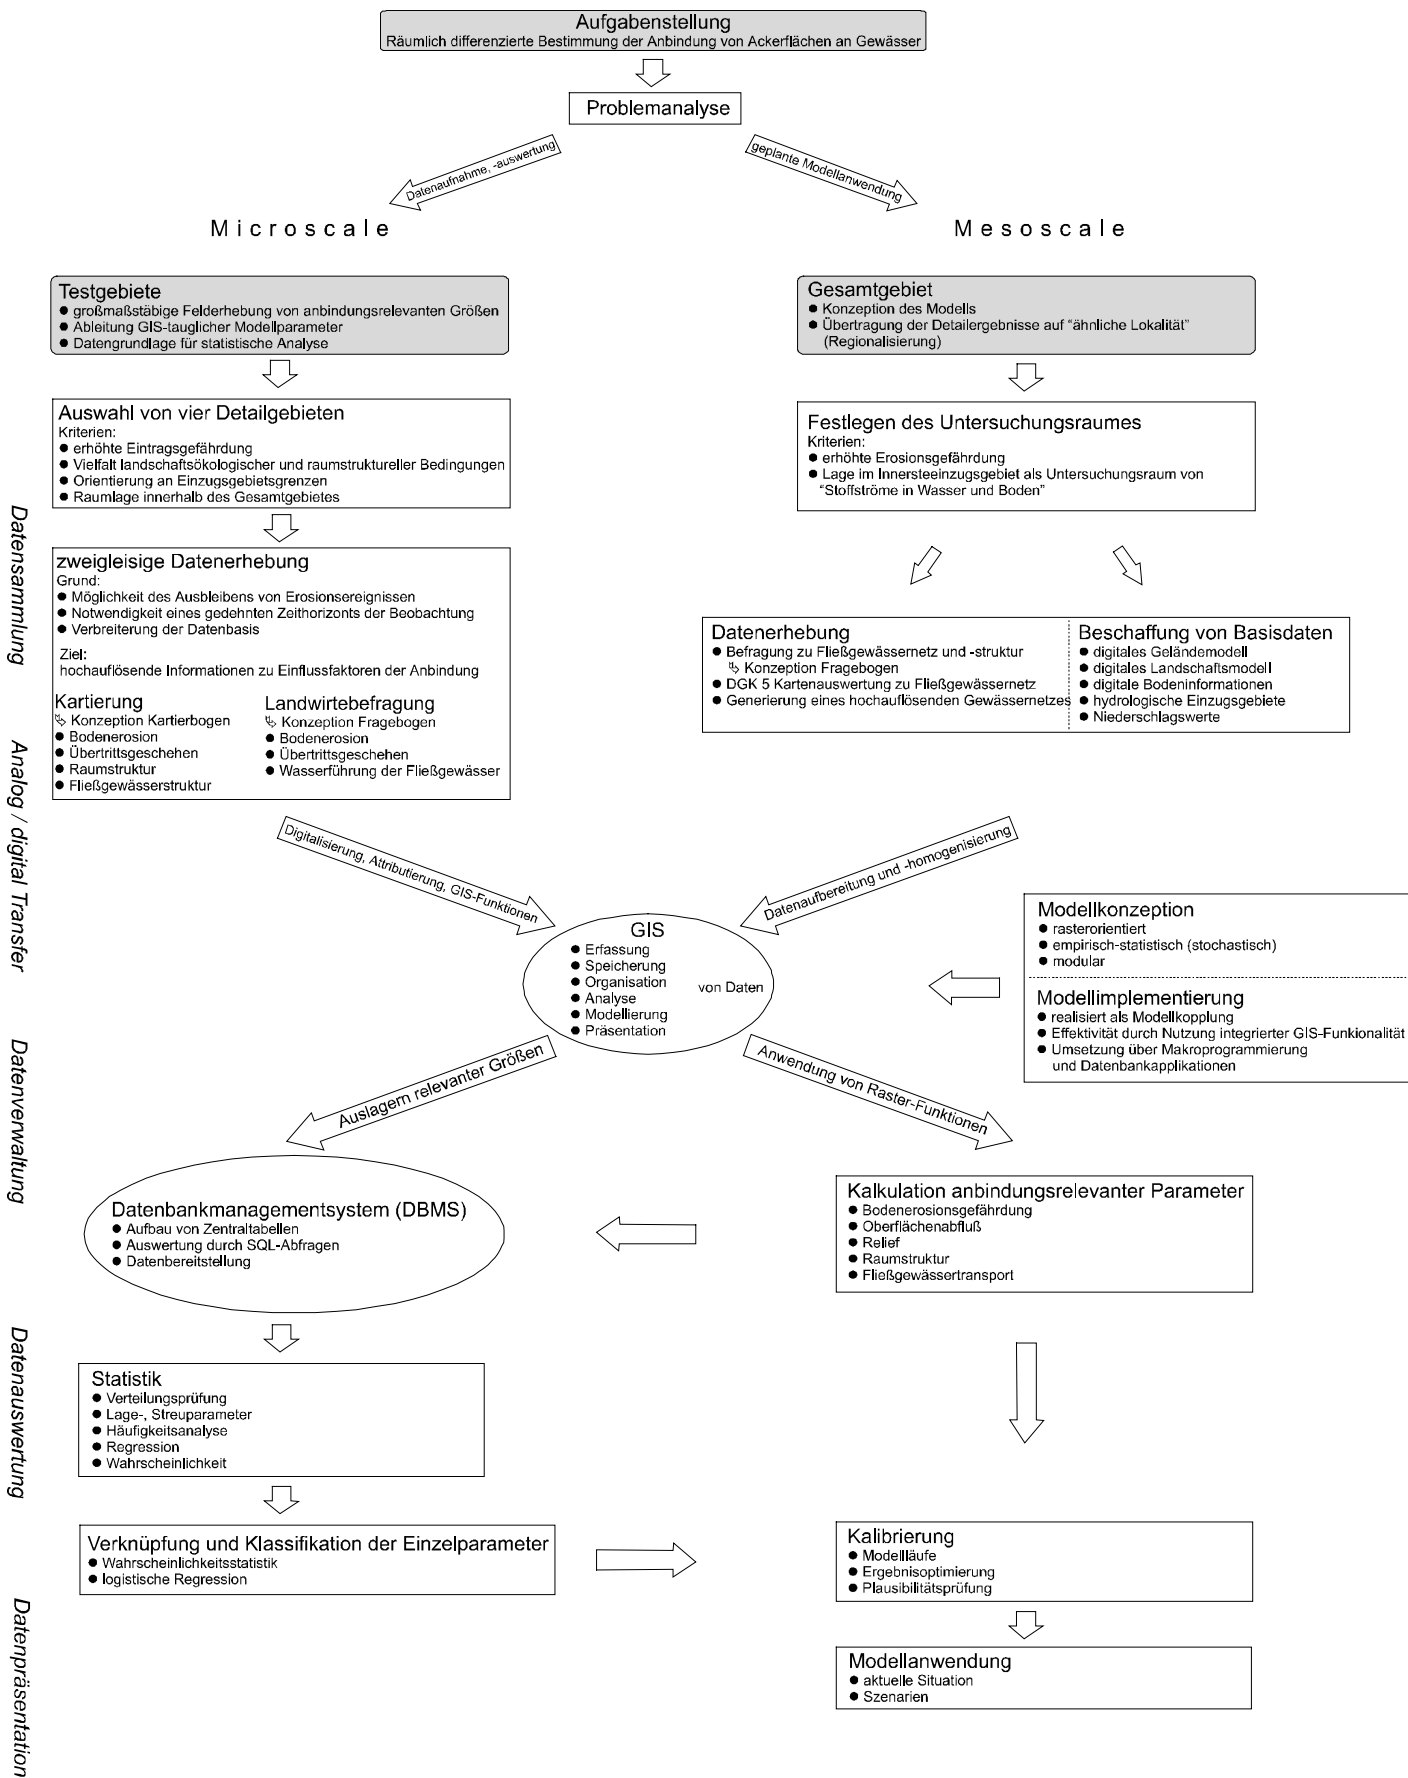 Aufgabenstellung
Räumlich differenzierte Bestimmung der Anbindung von Ackerflächen an Gewässer
Problemanalyse
Datenaufnahme, -auswertung
geplante Modellanwendung
Microscale
Mesoscale
Testgebiete
● großmaßstäbige Felderhebung von anbindungsrelevanten Größen
● Ableitung GIS-tauglicher Modellparameter
● Datengrundlage für statistische Analyse
Gesamtgebiet
● Konzeption des Modells
● Übertragung der Detailergebnisse auf “ähnliche Lokalität”
(Regionalisierung)
Auswahl von vier Detailgebieten
Kriterien:
● erhöhte Eintragsgefährdung
● Vielfalt landschaftsökologischer und raumstruktureller Bedingungen
● Orientierung an Einzugsgebietsgrenzen
● Raumlage innerhalb des Gesamtgebietes
Festlegen des Untersuchungsraumes
Kriterien:
● erhöhte Erosionsgefährdung
● Lage im Innersteeinzugsgebiet als Untersuchungsraum von
“Stoffströme in Wasser und Boden”
Datensammlung
zweigleisige Datenerhebung
Grund:
● Möglichkeit des Ausbleibens von Erosionsereignissen
● Notwendigkeit eines gedehnten Zeithorizonts der Beobachtung
● Verbreiterung der Datenbasis
Ziel:
hochauflösende Informationen zu Einflussfaktoren der Anbindung
Kartierung
↳ Konzeption Kartierbogen
● Bodenerosion
● Übertrittsgeschehen
● Raumstruktur
● Fließgewässerstruktur
Landwirtebefragung
↳ Konzeption Fragebogen
● Bodenerosion
● Übertrittsgeschehen
● Wasserführung der Fließgewässer
Datenerhebung
● Befragung zu Fließgewässernetz und -struktur
↳ Konzeption Fragebogen
● DGK 5 Kartenauswertung zu Fließgewässernetz
● Generierung eines hochauflösenden Gewässernetzes
Beschaffung von Basisdaten
● digitales Geländemodell
● digitales Landschaftsmodell
● digitale Bodeninformationen
● hydrologische Einzugsgebiete
● Niederschlagswerte
Analog / digital Transfer
Digitalisierung, Attributierung, GIS-Funktionen
Datenaufbereitung und -homogenisierung
GIS
● Erfassung
● Speicherung
● Organisation
● Analyse
● Modellierung
● Präsentation
von Daten
Modellkonzeption
● rasterorientiert
● empirisch-statistisch (stochastisch)
● modular
Modellimplementierung
● realisiert als Modellkopplung
● Effektivität durch Nutzung integrierter GIS-Funkionalität
● Umsetzung über Makroprogrammierung
und Datenbankapplikationen
Datenverwaltung
Auslagern relevanter Größen
Anwendung von Raster-Funktionen
Datenbankmanagementsystem (DBMS)
● Aufbau von Zentraltabellen
● Auswertung durch SQL-Abfragen
● Datenbereitstellung
Kalkulation anbindungsrelevanter Parameter
● Bodenerosionsgefährdung
● Oberflächenabfluß
● Relief
● Raumstruktur
● Fließgewässertransport
Datenauswertung
Statistik
● Verteilungsprüfung
● Lage-, Streuparameter
● Häufigkeitsanalyse
● Regression
● Wahrscheinlichkeit
Verknüpfung und Klassifikation der Einzelparameter
● Wahrscheinlichkeitsstatistik
● logistische Regression
Kalibrierung
● Modellläufe
● Ergebnisoptimierung
● Plausibilitätsprüfung
Datenpräsentation
Modellanwendung
● aktuelle Situation
● Szenarien